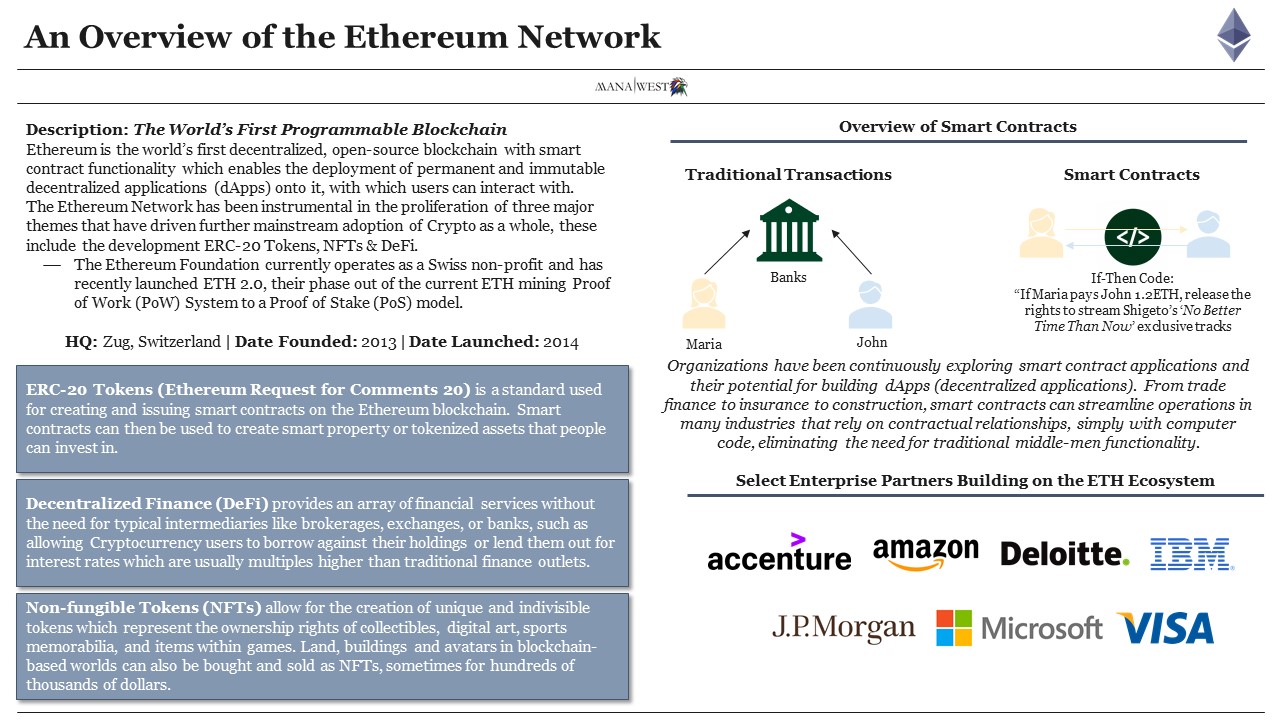 An Overview of the Ethereum Network
MANA|WEST
Description: The World's First Programmable Blockchain
Ethereum is the world's first decentralized, open-source blockchain with smart
contract functionality which enables the deployment of permanent and immutable
decentralized applications (dApps) onto it, with which users can interact with.
The Ethereum Network has been instrumental in the proliferation of three major
themes that have driven further mainstream adoption of Crypto as a whole, these
include the development ERC-20 Tokens, NFTs & DeFi.
— The Ethereum Foundation currently operates as a Swiss non-profit and has
recently launched ETH 2.0, their phase out of the current ETH mining Proof
of Work (PoW) System to a Proof of Stake (PoS) model.
HQ: Zug, Switzerland | Date Founded: 2013 | Date Launched: 2014
ERC-20 Tokens (Ethereum Request for Comments 20) is a standard used
for creating and issuing smart contracts on the Ethereum blockchain. Smart
contracts can then be used to create smart property or tokenized assets that people
can invest in.
Decentralized Finance (DeFi) provides an array of financial services without
the need for typical intermediaries like brokerages, exchanges, or banks, such as
allowing Cryptocurrency users to borrow against their holdings or lend them out for
interest rates which are usually multiples higher than traditional finance outlets.
Non-fungible Tokens (NFTs) allow for the creation of unique and indivisible
tokens which represent the ownership rights of collectibles, digital art, sports
memorabilia, and items within games. Land, buildings and avatars in blockchain-
based worlds can also be bought and sold as NFTs, sometimes for hundreds of
thousands of dollars.
Overview of Smart Contracts
Traditional Transactions
Banks
Maria
John
Smart Contracts
</>
If-Then Code:
"If Maria pays John 1.2ETH, release the
rights to stream Shigeto's 'No Better
Time Than Now' exclusive tracks
Organizations have been continuously exploring smart contract applications and
their potential for building dApps (decentralized applications). From trade
finance to insurance to construction, smart contracts can streamline operations in
many industries that rely on contractual relationships, simply with computer
code, eliminating the need for traditional middle-men functionality.
Select Enterprise Partners Building on the ETH Ecosystem
accenture amazon Deloitte. IBM
J.P.Morgan Microsoft VISA